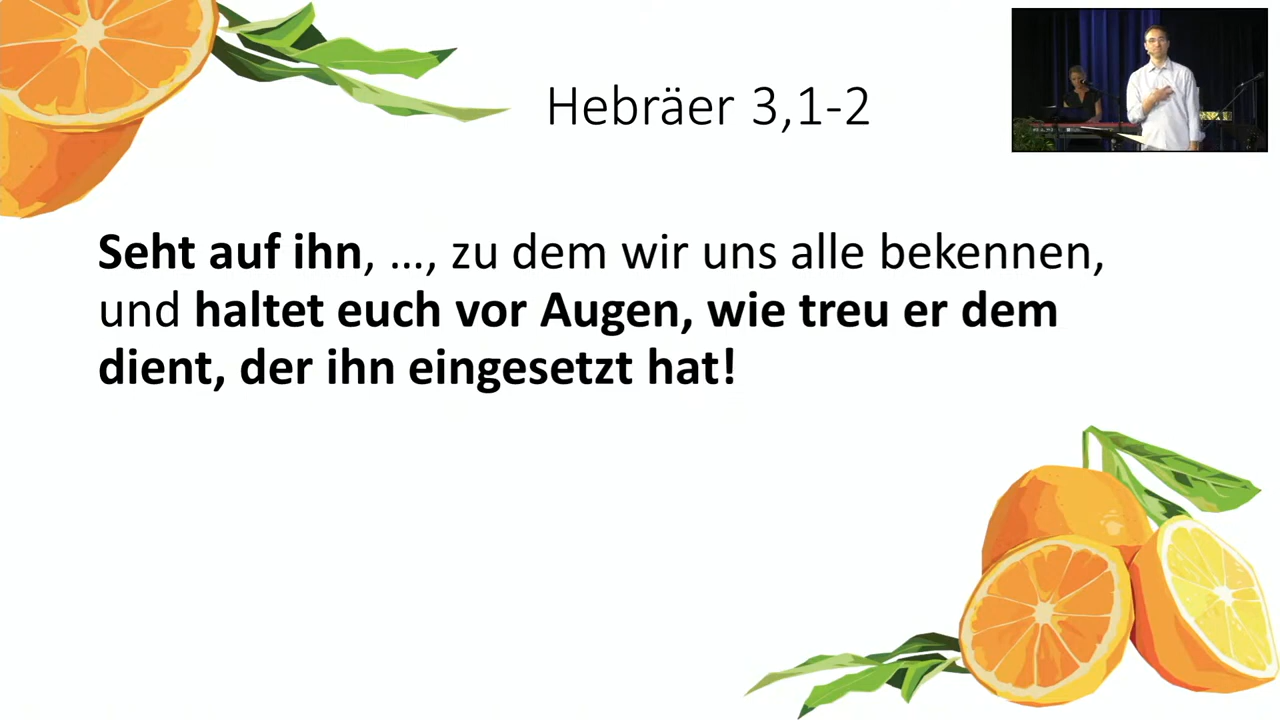 Hebräer 3,1-2
Seht auf ihn, ..., zu dem wir uns alle bekennen,
und haltet euch vor Augen, wie treu er dem
dient, der ihn eingesetzt hat!